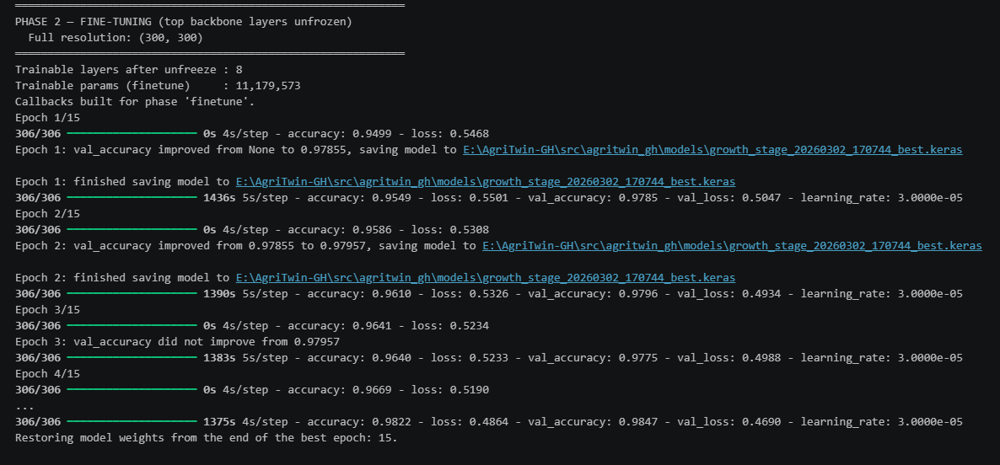 PHASE 2 — FINE-TUNING (top backbone layers unfrozen)
Full resolution: (300, 300)
Trainable layers after unfreeze : 8
Trainable params (finetune) : 11,179,573
Callbacks built for phase 'finetune'.
Epoch 1/15
306/306 ━━━━━━━━━━━━━━━━━━━━ 0s 4s/step - accuracy: 0.9499 - loss: 0.5468
Epoch 1: val_accuracy improved from None to 0.97855, saving model to E:\AgriTwin-GH\src\agritwin_gh\models\growth_stage_20260302_170744_best.keras
Epoch 1: finished saving model to E:\AgriTwin-GH\src\agritwin_gh\models\growth_stage_20260302_170744_best.keras
306/306 ━━━━━━━━━━━━━━━━━━━━ 1436s 5s/step - accuracy: 0.9549 - loss: 0.5501 - val_accuracy: 0.9785 - val_loss: 0.5047 - learning_rate: 3.0000e-05
Epoch 2/15
306/306 ━━━━━━━━━━━━━━━━━━━━ 0s 4s/step - accuracy: 0.9586 - loss: 0.5308
Epoch 2: val_accuracy improved from 0.97855 to 0.97957, saving model to E:\AgriTwin-GH\src\agritwin_gh\models\growth_stage_20260302_170744_best.keras
Epoch 2: finished saving model to E:\AgriTwin-GH\src\agritwin_gh\models\growth_stage_20260302_170744_best.keras
306/306 ━━━━━━━━━━━━━━━━━━━━ 1390s 5s/step - accuracy: 0.9610 - loss: 0.5326 - val_accuracy: 0.9796 - val_loss: 0.4934 - learning_rate: 3.0000e-05
Epoch 3/15
306/306 ━━━━━━━━━━━━━━━━━━━━ 0s 4s/step - accuracy: 0.9641 - loss: 0.5234
Epoch 3: val_accuracy did not improve from 0.97957
306/306 ━━━━━━━━━━━━━━━━━━━━ 1383s 5s/step - accuracy: 0.9640 - loss: 0.5233 - val_accuracy: 0.9775 - val_loss: 0.4988 - learning_rate: 3.0000e-05
Epoch 4/15
306/306 ━━━━━━━━━━━━━━━━━━━━ 0s 4s/step - accuracy: 0.9669 - loss: 0.5190
...
306/306 ━━━━━━━━━━━━━━━━━━━━ 1375s 4s/step - accuracy: 0.9822 - loss: 0.4864 - val_accuracy: 0.9847 - val_loss: 0.4690 - learning_rate: 3.0000e-05
Restoring model weights from the end of the best epoch: 15.